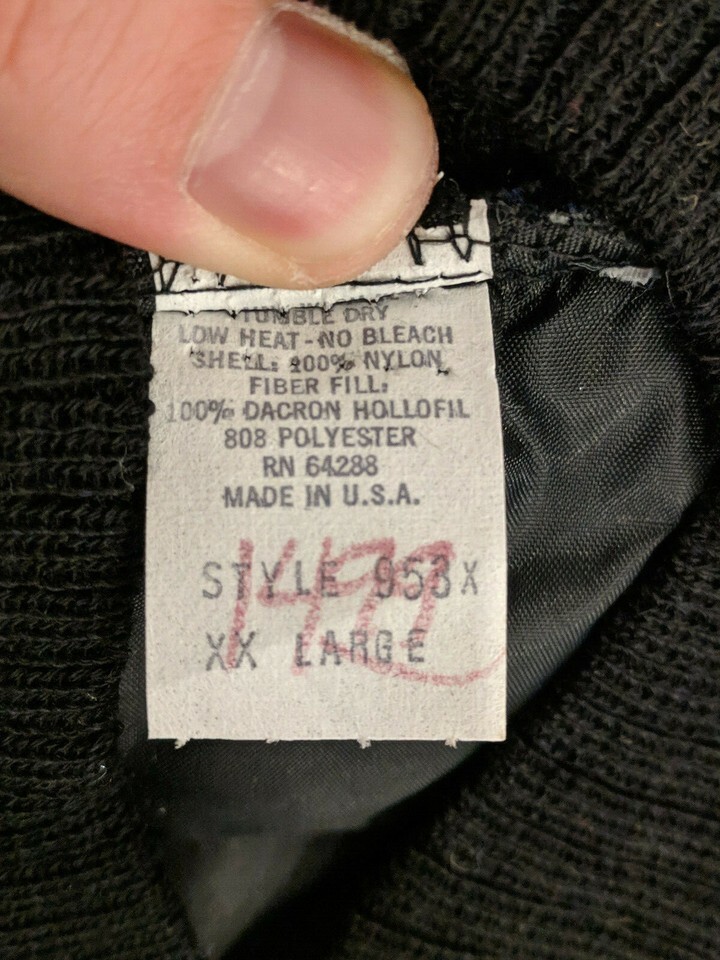 TUMBLE DRY
LOW HEAT-NO BLEACH
SHELL: 100% NYLON
FIBER FILL:
100% DACRON HOLLOFIL
808 POLYESTER
RN 64288
MADE IN U.S.A.
STYLE 953X
XX LARGE